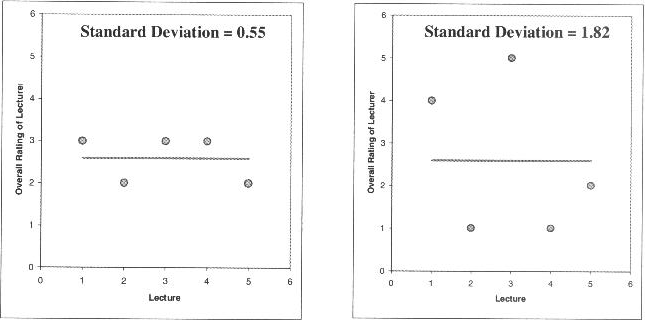 Standard Deviation = 0.55
6
5
4
3
2
1
0
Overall Rating of Lecturer
0 1 2 3 4 5 6
Lecture
Standard Deviation = 1.82
6
5
4
3
2
1
0
Overall Rating of Lecturer
0 1 2 3 4 5 6
Lecture